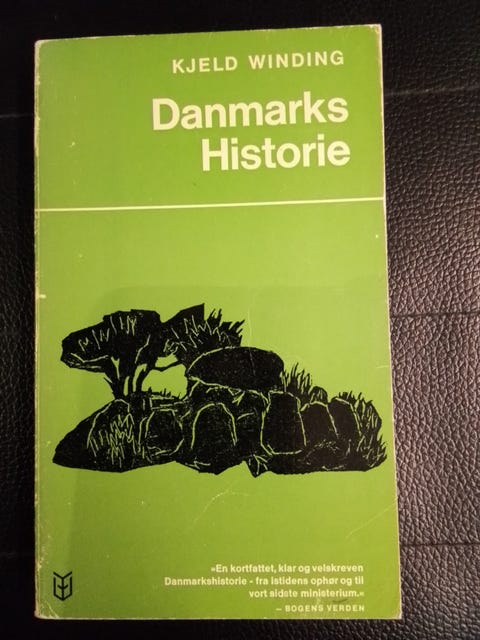 KJELD WINDING
Danmarks
Historie
»En kortfattet, klar og velskreven
Danmarkshistorie - fra istidens ophør og til
vort sidste ministerium.«
— BOGENS VERDEN